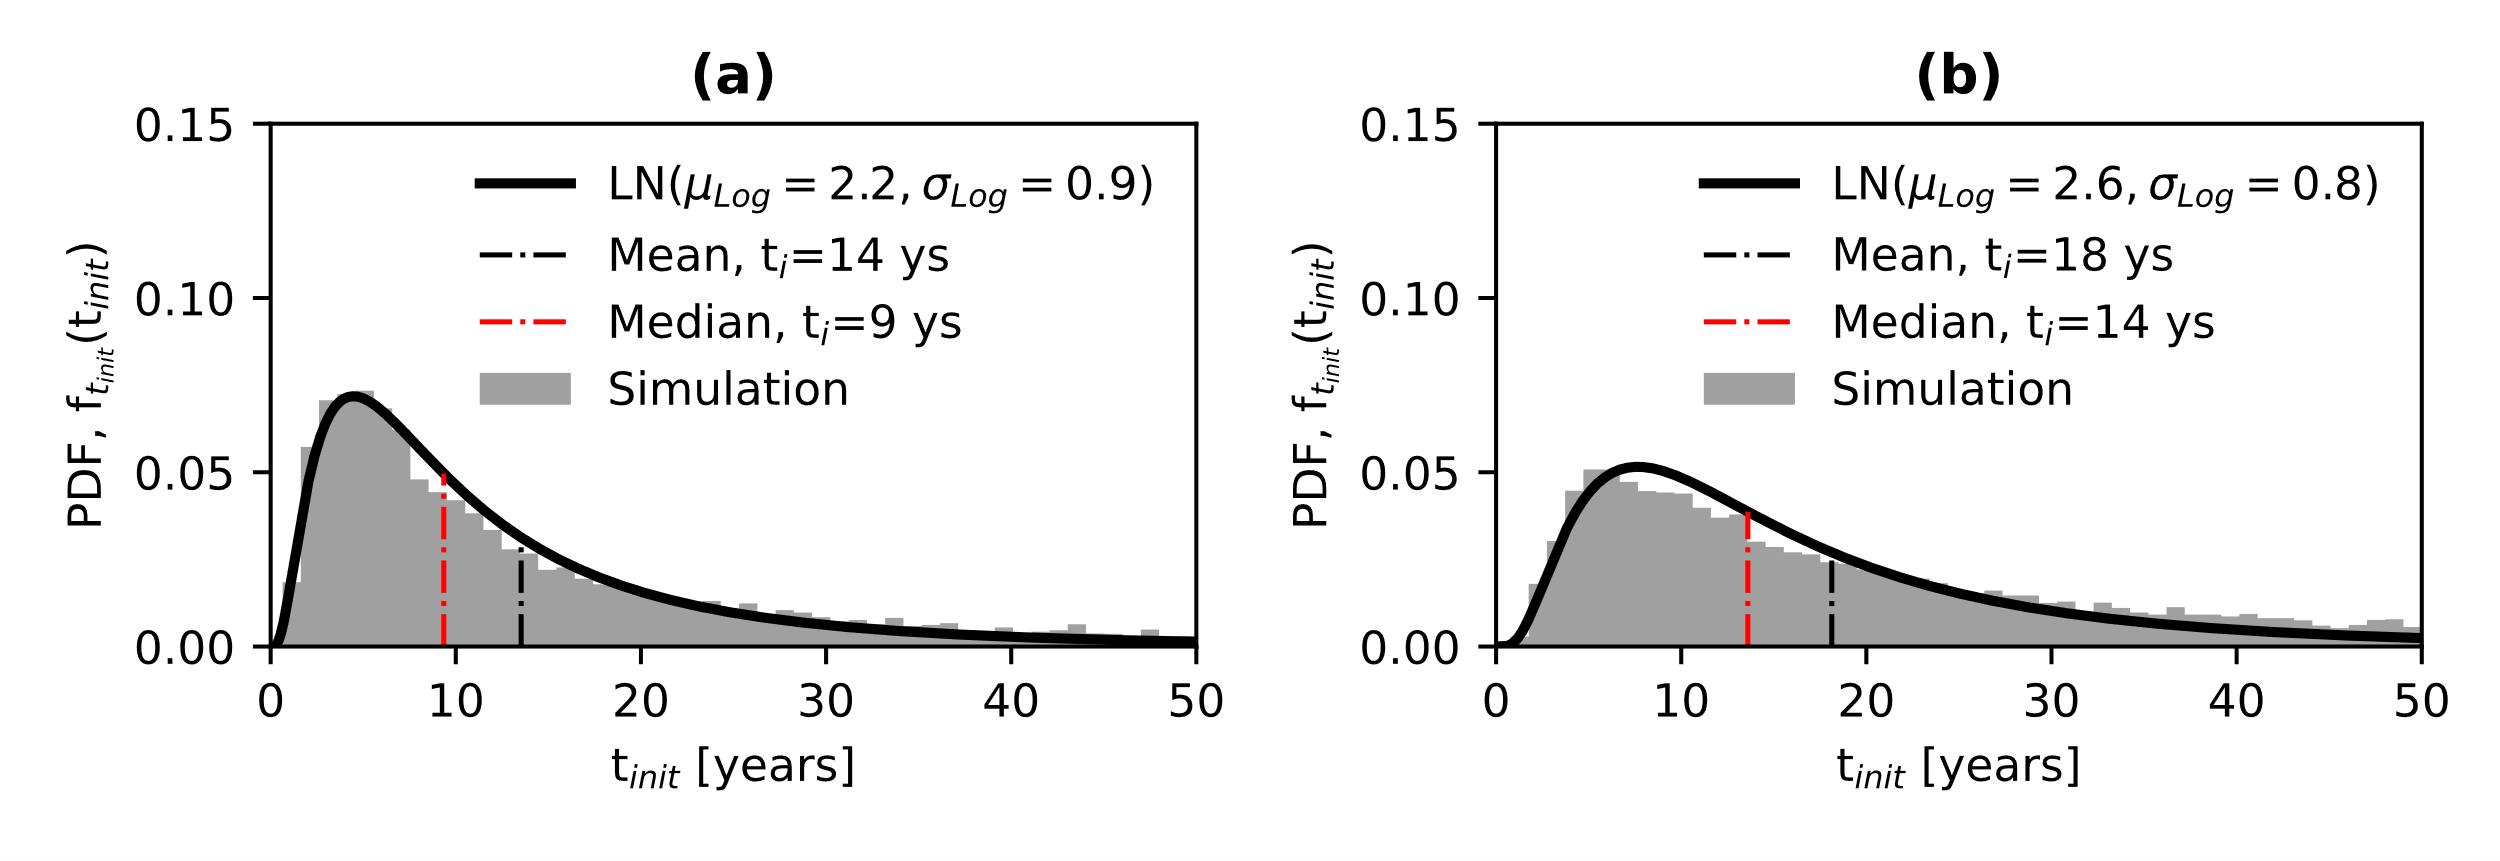 (a)
0.15
0.10
0.05
0.00
PDF, f_{t_{init}}(t_{init})
LN(μ_{Log} = 2.2, σ_{Log} = 0.9)
Mean, t_i=14 ys
Median, t_i=9 ys
Simulation
0 10 20 30 40 50
t_{init} [years]
(b)
0.15
0.10
0.05
0.00
PDF, f_{t_{init}}(t_{init})
LN(μ_{Log} = 2.6, σ_{Log} = 0.8)
Mean, t_i=18 ys
Median, t_i=14 ys
Simulation
0 10 20 30 40 50
t_{init} [years]